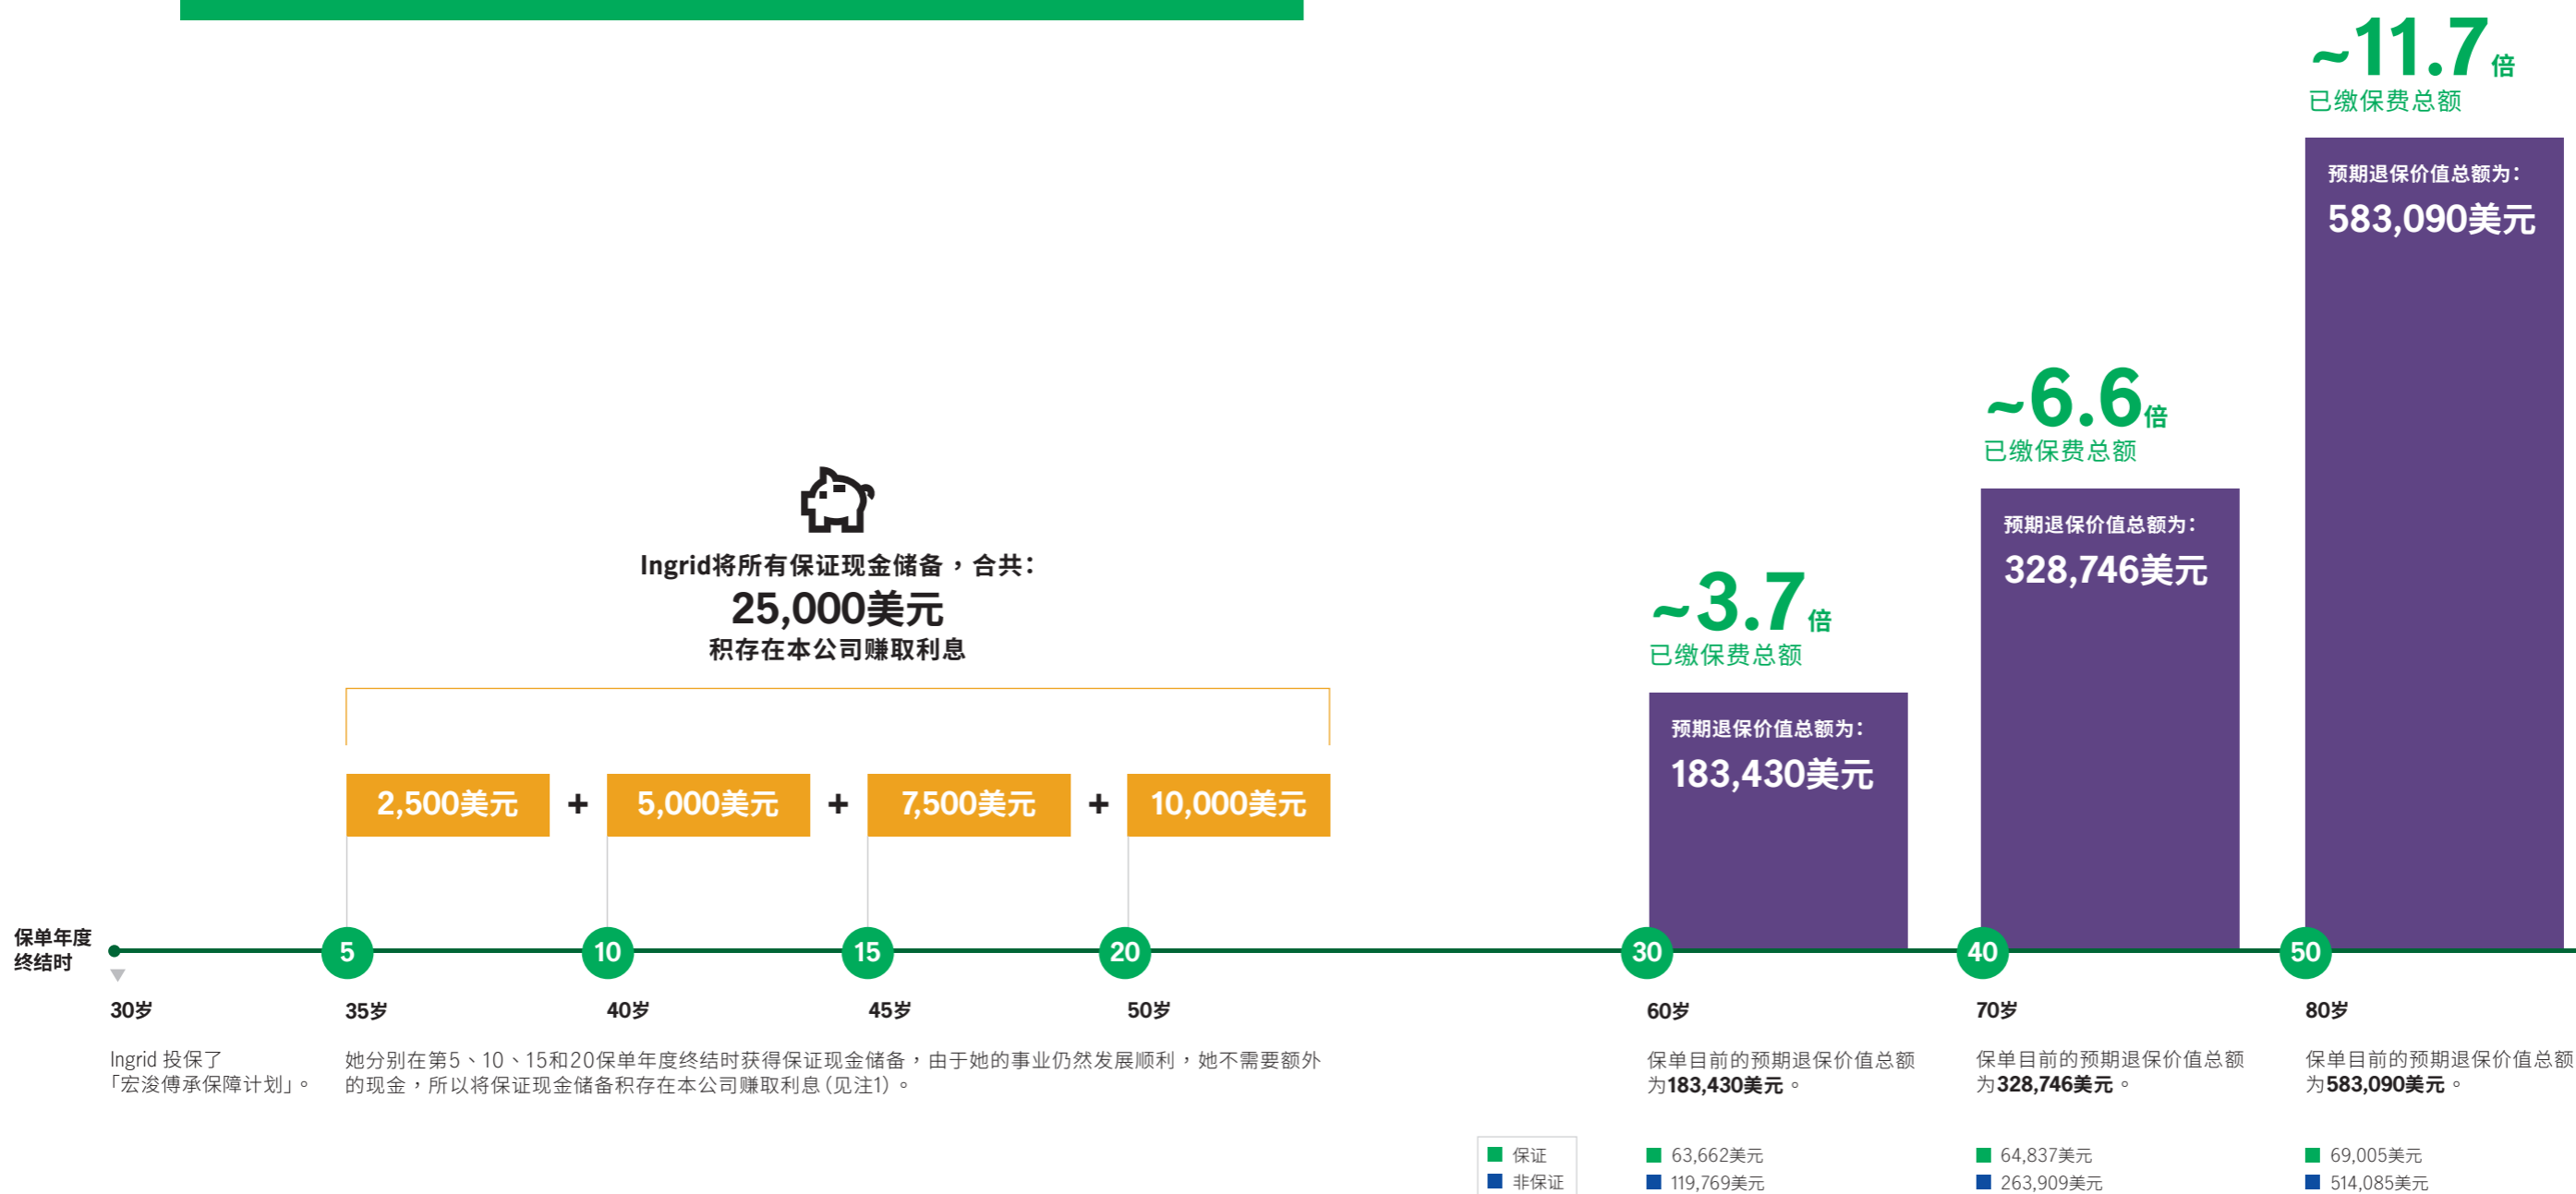 ~11.7倍
已缴保费总额
预期退保价值总额为：
583,090美元
~6.6倍
已缴保费总额
预期退保价值总额为：
328,746美元
~3.7倍
已缴保费总额
预期退保价值总额为：
183,430美元
Ingrid将所有保证现金储备，合共：
25,000美元
积存在本公司赚取利息
2,500美元 + 5,000美元 + 7,500美元 + 10,000美元
保单年度
终结时
5 10 15 20 30 40 50
30岁 35岁 40岁 45岁 50岁 60岁 70岁 80岁
Ingrid 投保了
「宏浚傅承保障计划」。
她分别在第5、10、15和20保单年度终结时获得保证现金储备，由于她的事业仍然发展顺利，她不需要额外
的现金，所以将保证现金储备积存在本公司赚取利息（见注1）。
保单目前的预期退保价值总额
为183,430美元。
保单目前的预期退保价值总额
为328,746美元。
保单目前的预期退保价值总额
为583,090美元。
保证 63,662美元 64,837美元 69,005美元
非保证 119,769美元 263,909美元 514,085美元